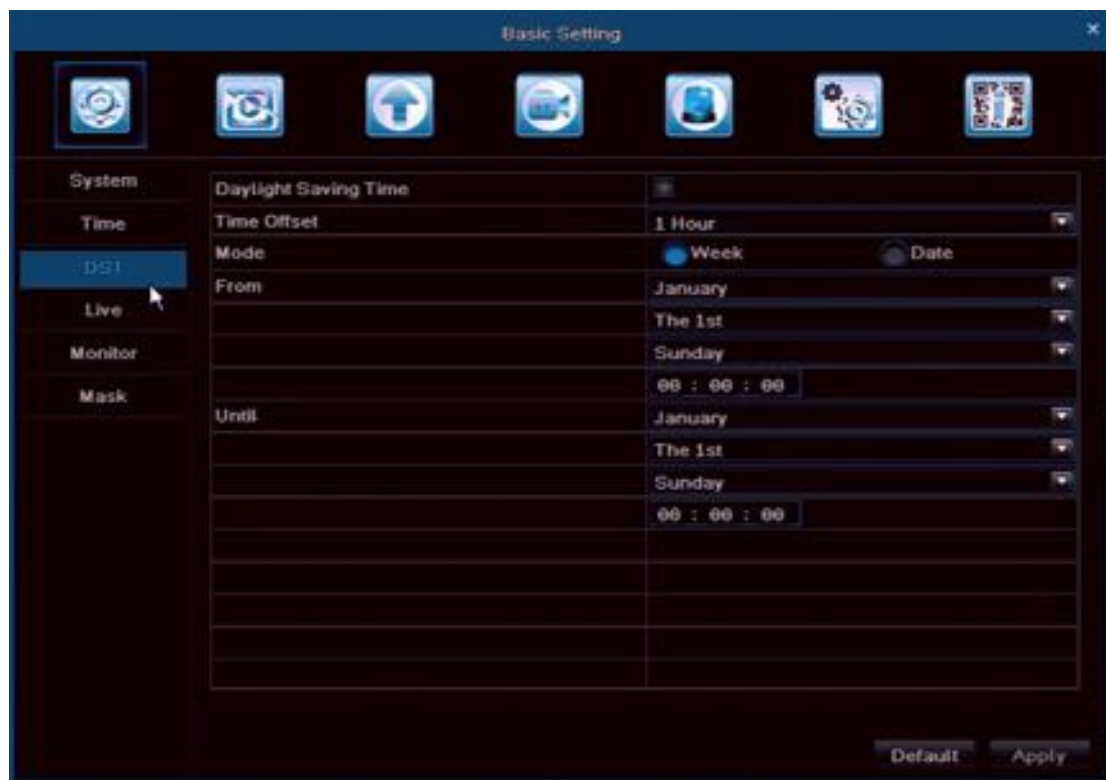 Basic Setting
System
Daylight Saving Time
Time
Time Offset 1 Hour
Mode Week Date
DST
From January
Live
The 1st
Monitor
Sunday
00 : 00 : 00
Mask
Until January
The 1st
Sunday
00 : 00 : 00
Default Apply